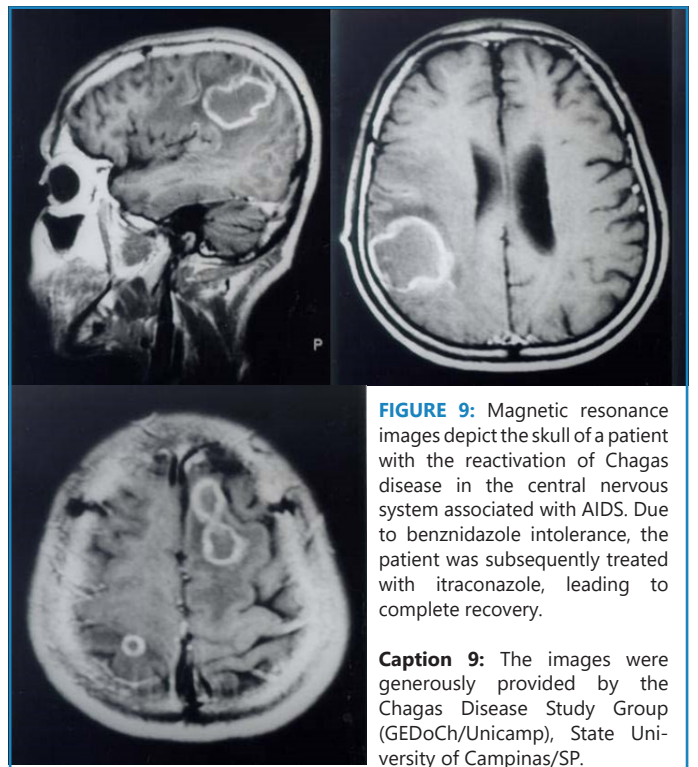 P
FIGURE 9: Magnetic resonance
images depict the skull of a patient
with the reactivation of Chagas
disease in the central nervous
system associated with AIDS. Due
to benznidazole intolerance, the
patient was subsequently treated
with itraconazole, leading to
complete recovery.
Caption 9: The images were
generously provided by the
Chagas Disease Study Group
(GEDoCh/Unicamp), State Uni-
versity of Campinas/SP.